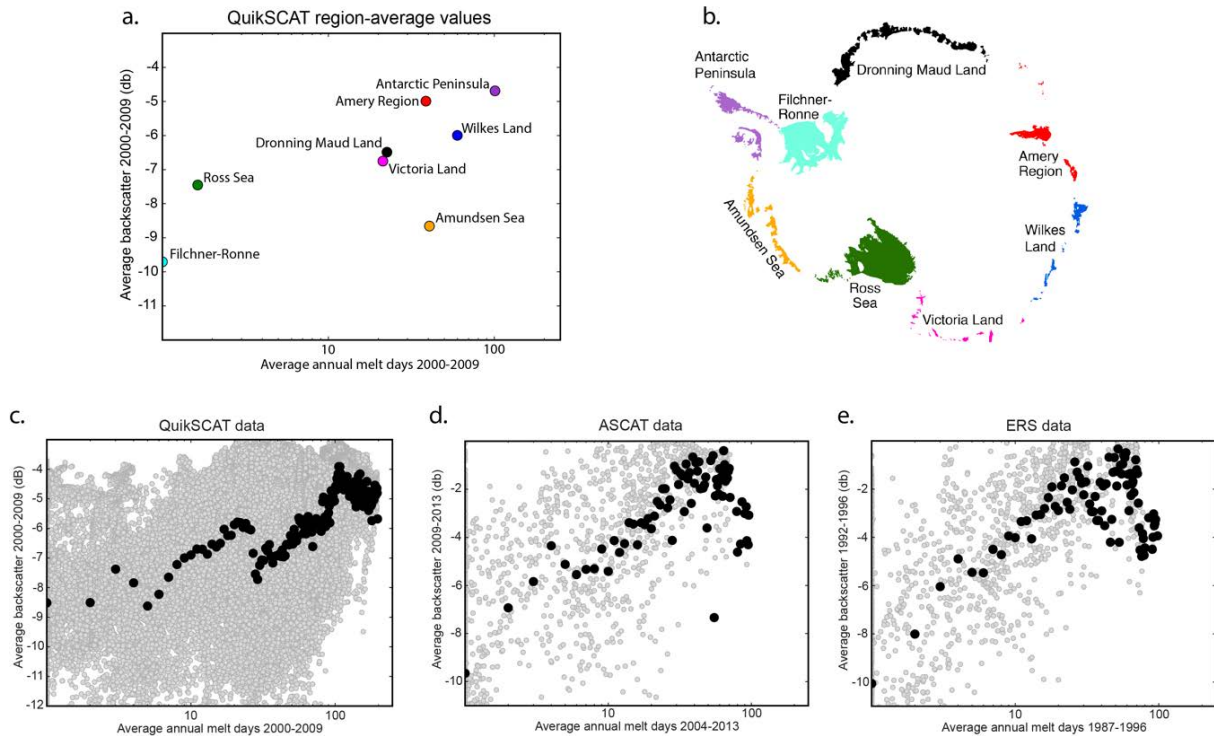 a.
QuikSCAT region-average values
Average backscatter 2000-2009 (db)
-4
-5
-6
-7
-8
-9
-10
-11
Antarctic Peninsula
Amery Region
Wilkes Land
Dronning Maud Land
Victoria Land
Ross Sea
Amundsen Sea
Filchner-Ronne
10
100
Average annual melt days 2000-2009
b.
Antarctic
Peninsula
Dronning Maud Land
Filchner-
Ronne
Amery
Region
Wilkes
Land
Amundsen Sea
Ross
Sea
Victoria Land
c.
QuikSCAT data
Average backscatter 2000-2009 (dB)
-4
-5
-6
-7
-8
-9
-10
-11
-12
10
100
Average annual melt days 2000-2009
d.
ASCAT data
Average backscatter 2009-2013 (db)
-2
-4
-6
-8
-10
10
100
Average annual melt days 2004-2013
e.
ERS data
Average backscatter 1992-1996 (db)
-2
-4
-6
-8
-10
10
100
Average annual melt days 1987-1996